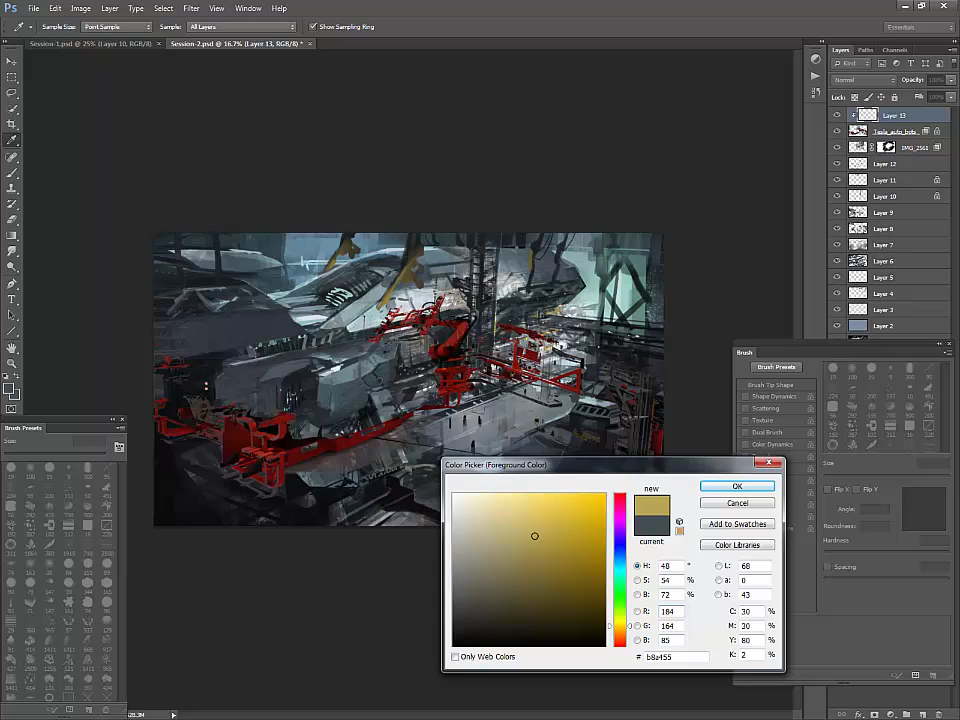 Ps File Edit Image Layer Type Select Filter View Window Help
Sample Size: Point Sample Sample: All Layers Show Sampling Ring Essentials
Session-1.psd @ 25% (Layer 10, RGB/8) × Session-2.psd @ 16.7% (Layer 13, RGB/8) * ×
Layers Paths Channels
Kind
Normal Opacity: 100%
Lock: Fill: 100%
Layer 13
Tesla_auto_bots
IMG_2561
Layer 12
Layer 11
Layer 10
Layer 9
Layer 8
Layer 7
Layer 6
Layer 5
Layer 4
Layer 3
Layer 2
Brush
Brush Presets
Brush Tip Shape
Shape Dynamics
Scattering
Texture
Dual Brush
Color Dynamics
Size
Flip X Flip Y
Angle:
Roundness:
Hardness
Spacing
Brush Presets
Size:
Color Picker (Foreground Color)
new
current
OK
Cancel
Add to Swatches
Color Libraries
H: 48 °
S: 54 %
B: 72 %
R: 184
G: 164
B: 85
L: 68
a: 0
b: 43
C: 30 %
M: 30 %
Y: 80 %
K: 2 %
# b8a455
Only Web Colors